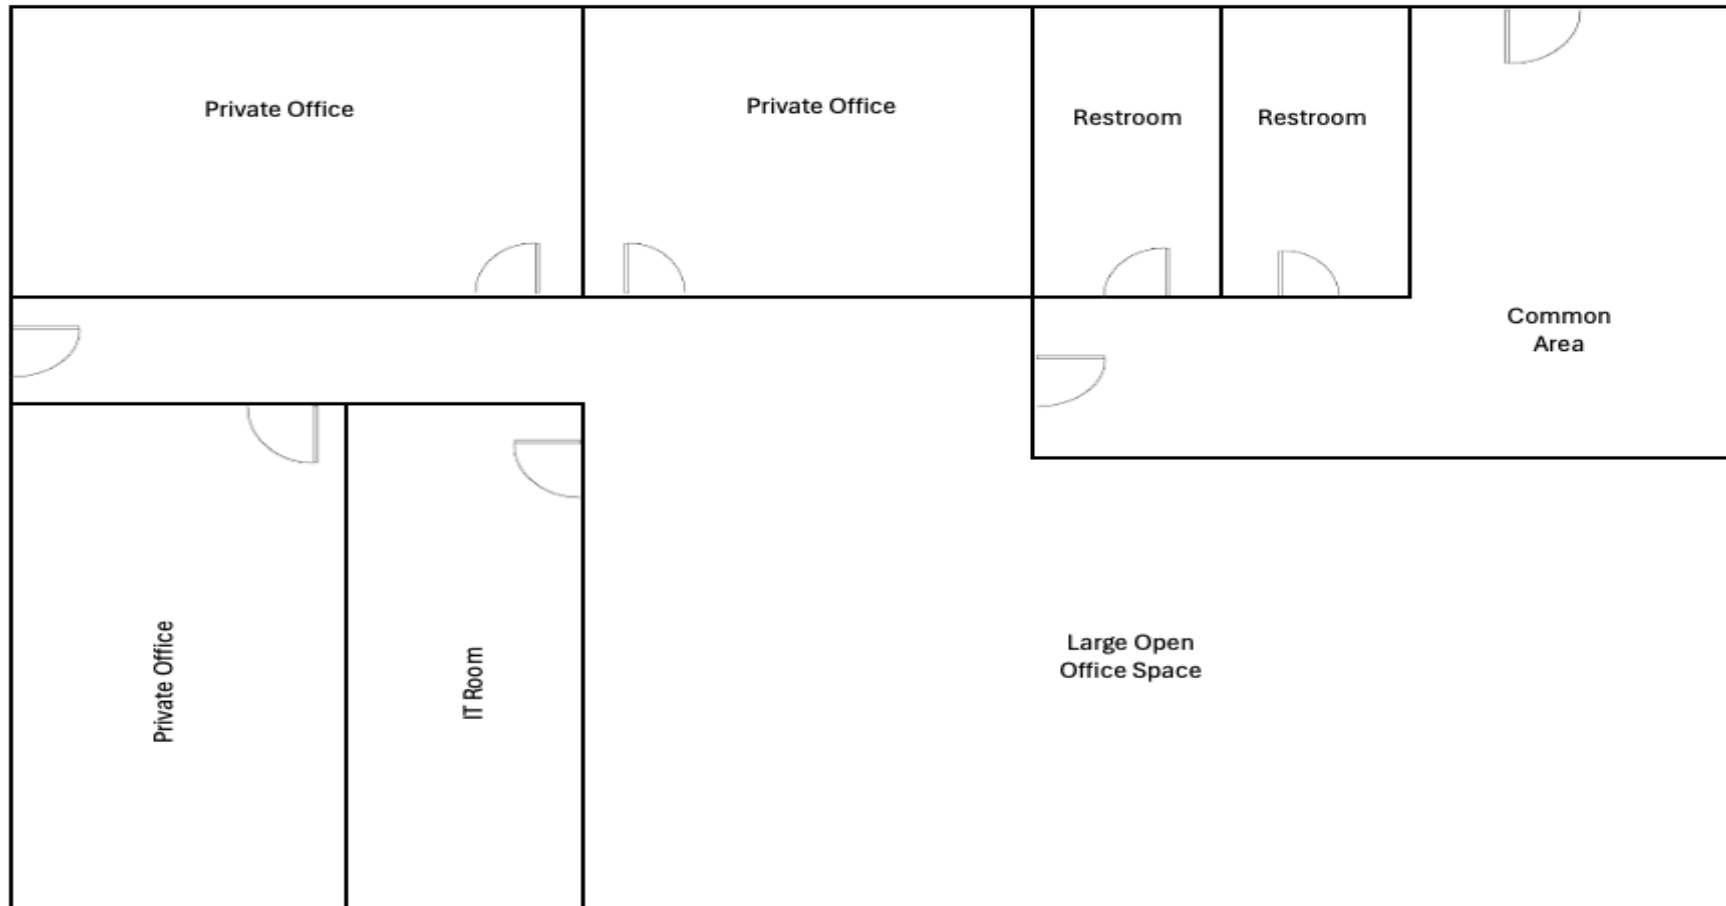 Private Office
Private Office
Restroom
Restroom
Common
Area
Private Office
IT Room
Large Open
Office Space